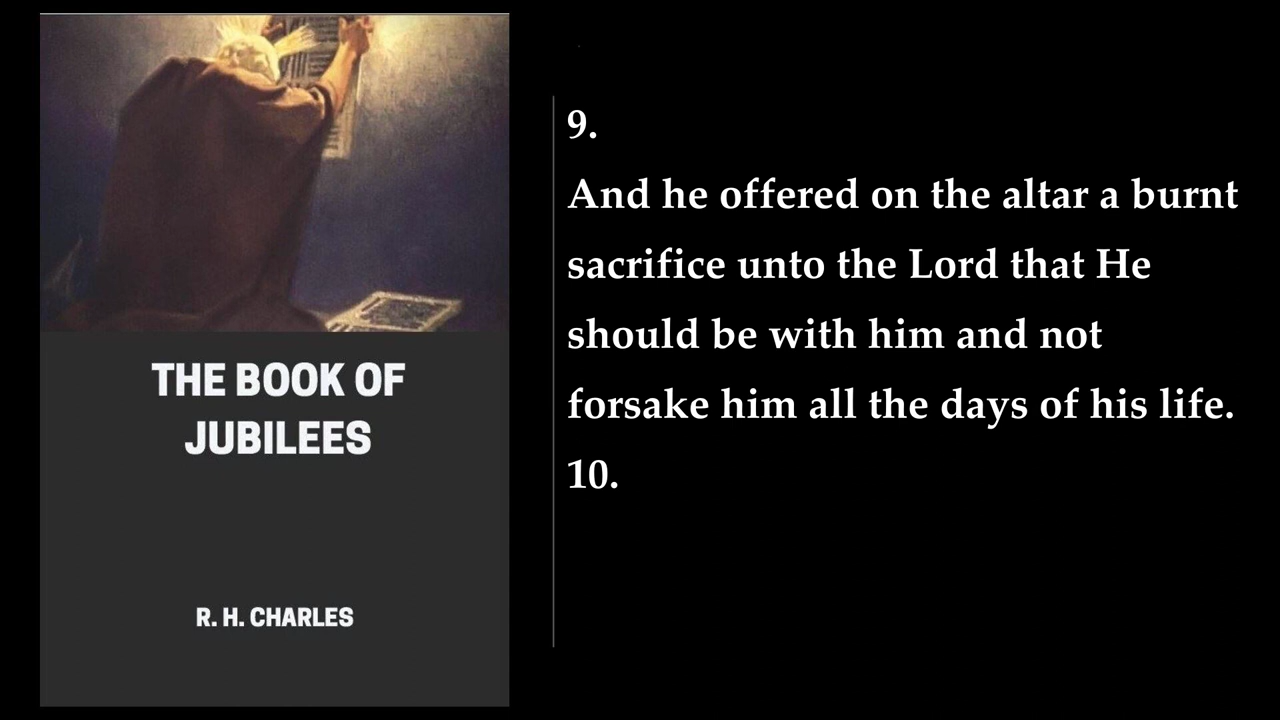 THE BOOK OF
JUBILEES
R. H. CHARLES
9.
And he offered on the altar a burnt
sacrifice unto the Lord that He
should be with him and not
forsake him all the days of his life.
10.